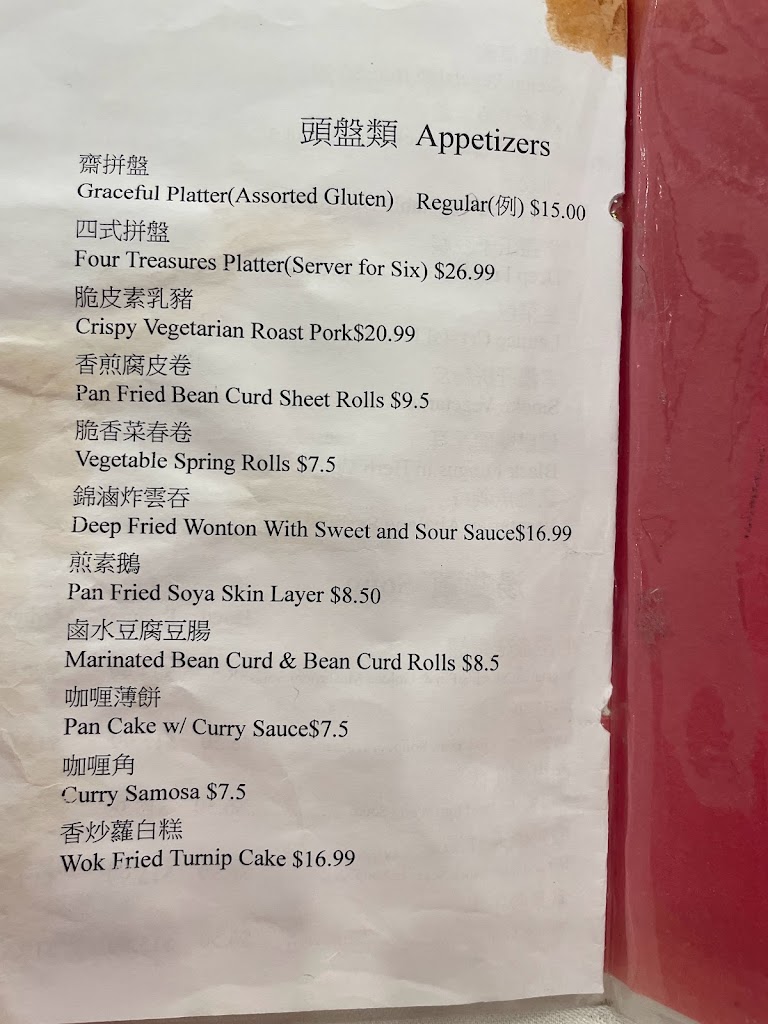 頭盤類 Appetizers
齋拼盤
Graceful Platter(Assorted Gluten) Regular(例) $15.00
四式拼盤
Four Treasures Platter(Server for Six) $26.99
脆皮素乳豬
Crispy Vegetarian Roast Pork$20.99
香煎腐皮卷
Pan Fried Bean Curd Sheet Rolls $9.5
脆香菜春卷
Vegetable Spring Rolls $7.5
錦滷炸雲吞
Deep Fried Wonton With Sweet and Sour Sauce$16.99
煎素鵝
Pan Fried Soya Skin Layer $8.50
鹵水豆腐豆腸
Marinated Bean Curd & Bean Curd Rolls $8.5
咖喱薄餅
Pan Cake w/ Curry Sauce$7.5
咖喱角
Curry Samosa $7.5
香炒蘿白糕
Wok Fried Turnip Cake $16.99